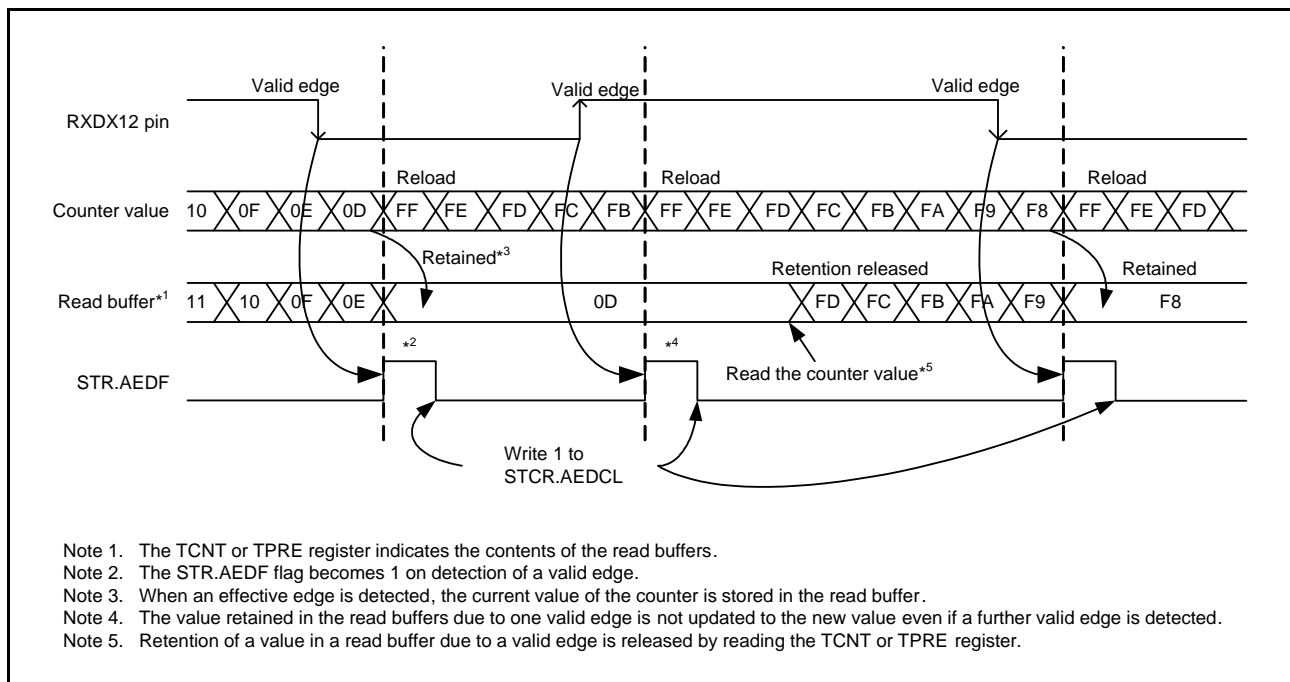 Valid edge Valid edge Valid edge
RXDX12 pin
Reload Reload Reload
Counter value 10 0F 0E 0D FF FE FD FC FB FF FE FD FC FB FA F9 F8 FF FE FD
Retained*3 Retention released Retained
Read buffer*1 11 10 0F 0E 0D FD FC FB FA F9 F8
*2 *4
Read the counter value*5
STR.AEDF
Write 1 to
STCR.AEDCL
Note 1. The TCNT or TPRE register indicates the contents of the read buffers.
Note 2. The STR.AEDF flag becomes 1 on detection of a valid edge.
Note 3. When an effective edge is detected, the current value of the counter is stored in the read buffer.
Note 4. The value retained in the read buffers due to one valid edge is not updated to the new value even if a further valid edge is detected.
Note 5. Retention of a value in a read buffer due to a valid edge is released by reading the TCNT or TPRE register.